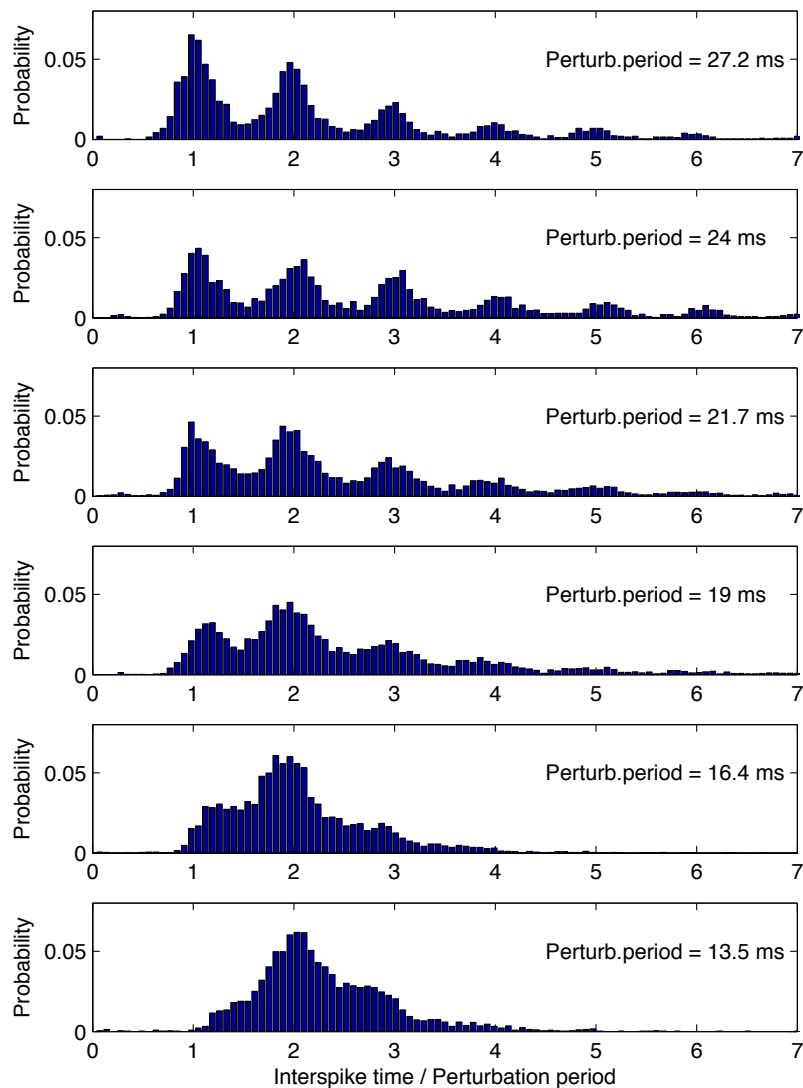 Probability
0.05
0
Perturb.period = 27.2 ms
0 1 2 3 4 5 6 7
Probability
0.05
0
Perturb.period = 24 ms
0 1 2 3 4 5 6 7
Probability
0.05
0
Perturb.period = 21.7 ms
0 1 2 3 4 5 6 7
Probability
0.05
0
Perturb.period = 19 ms
0 1 2 3 4 5 6 7
Probability
0.05
0
Perturb.period = 16.4 ms
0 1 2 3 4 5 6 7
Probability
0.05
0
Perturb.period = 13.5 ms
0 1 2 3 4 5 6 7
Interspike time / Perturbation period